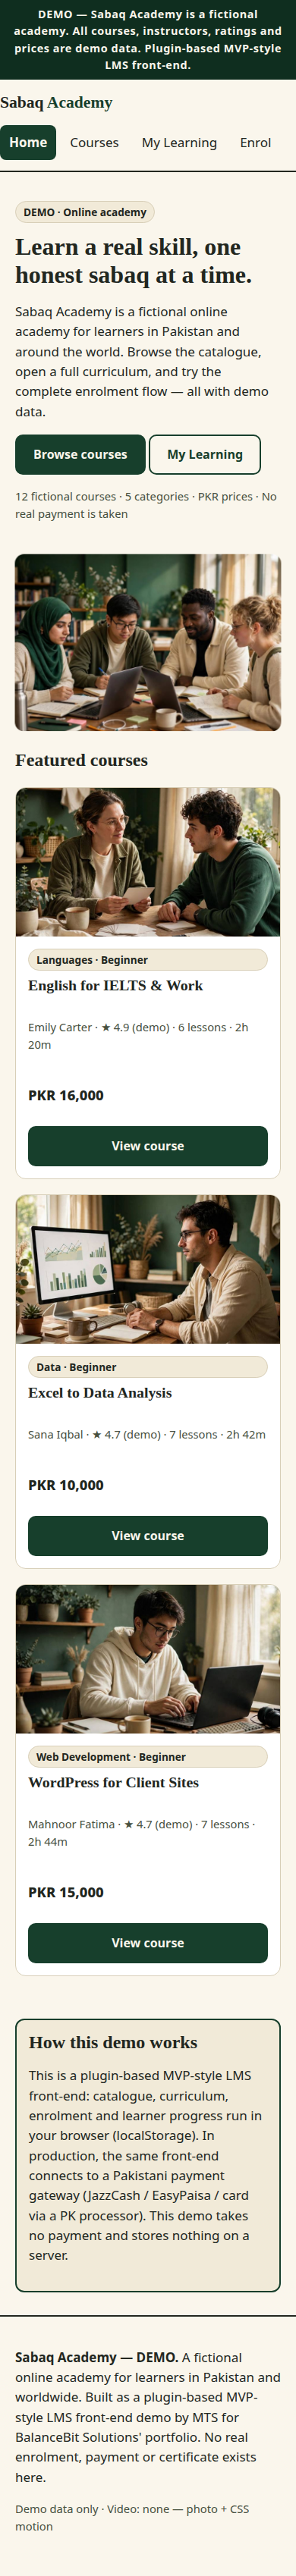 DEMO — Sabaq Academy is a fictional
academy. All courses, instructors, ratings and
prices are demo data. Plugin-based MVP-style
LMS front-end.
Sabaq Academy
Home Courses My Learning Enrol
DEMO · Online academy
Learn a real skill, one
honest sabaq at a time.
Sabaq Academy is a fictional online
academy for learners in Pakistan and
around the world. Browse the catalogue,
open a full curriculum, and try the
complete enrolment flow — all with demo
data.
Browse courses My Learning
12 fictional courses · 5 categories · PKR prices · No
real payment is taken
Featured courses
Languages · Beginner
English for IELTS & Work
Emily Carter · ★ 4.9 (demo) · 6 lessons · 2h
20m
PKR 16,000
View course
Data · Beginner
Excel to Data Analysis
Sana Iqbal · ★ 4.7 (demo) · 7 lessons · 2h 42m
PKR 10,000
View course
Web Development · Beginner
WordPress for Client Sites
Mahnoor Fatima · ★ 4.7 (demo) · 7 lessons ·
2h 44m
PKR 15,000
View course
How this demo works
This is a plugin-based MVP-style LMS
front-end: catalogue, curriculum,
enrolment and learner progress run in
your browser (localStorage). In
production, the same front-end
connects to a Pakistani payment
gateway (JazzCash / EasyPaisa / card
via a PK processor). This demo takes
no payment and stores nothing on a
server.
Sabaq Academy — DEMO. A fictional
online academy for learners in Pakistan and
worldwide. Built as a plugin-based MVP-
style LMS front-end demo by MTS for
BalanceBit Solutions' portfolio. No real
enrolment, payment or certificate exists
here.
Demo data only · Video: none — photo + CSS
motion